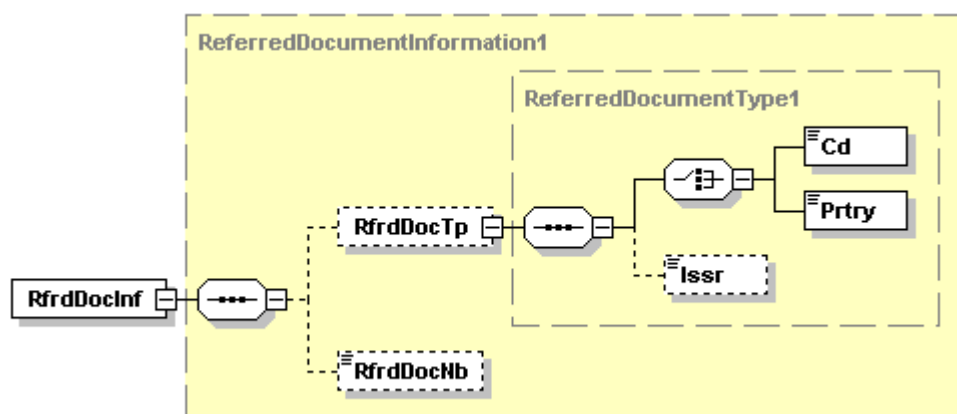 ReferredDocumentInformation1
ReferredDocumentType1
Cd
Prtry
RfrdDocTp
Issr
RfrdDocInf
RfrdDocNb